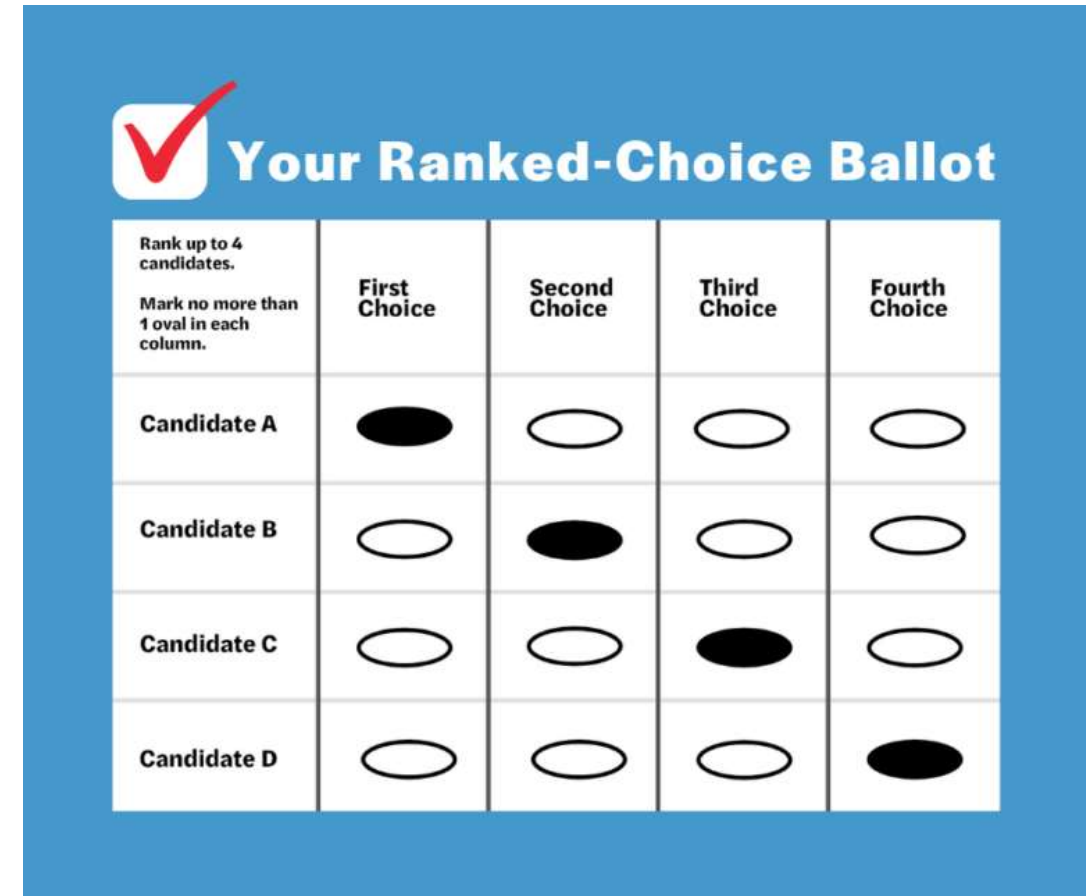 Your Ranked-Choice Ballot
Rank up to 4
candidates.
Mark no more than
1 oval in each
column.
First
Choice
Second
Choice
Third
Choice
Fourth
Choice
Candidate A
Candidate B
Candidate C
Candidate D